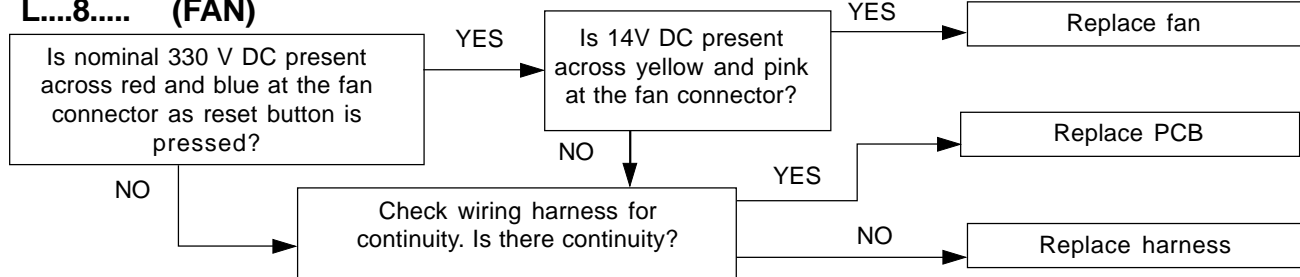 L....8..... (FAN)
Is nominal 330 V DC present
across red and blue at the fan
connector as reset button is
pressed?
YES
Is 14V DC present
across yellow and pink
at the fan connector?
YES
Replace fan
NO
NO
Check wiring harness for
continuity. Is there continuity?
YES
Replace PCB
NO
Replace harness